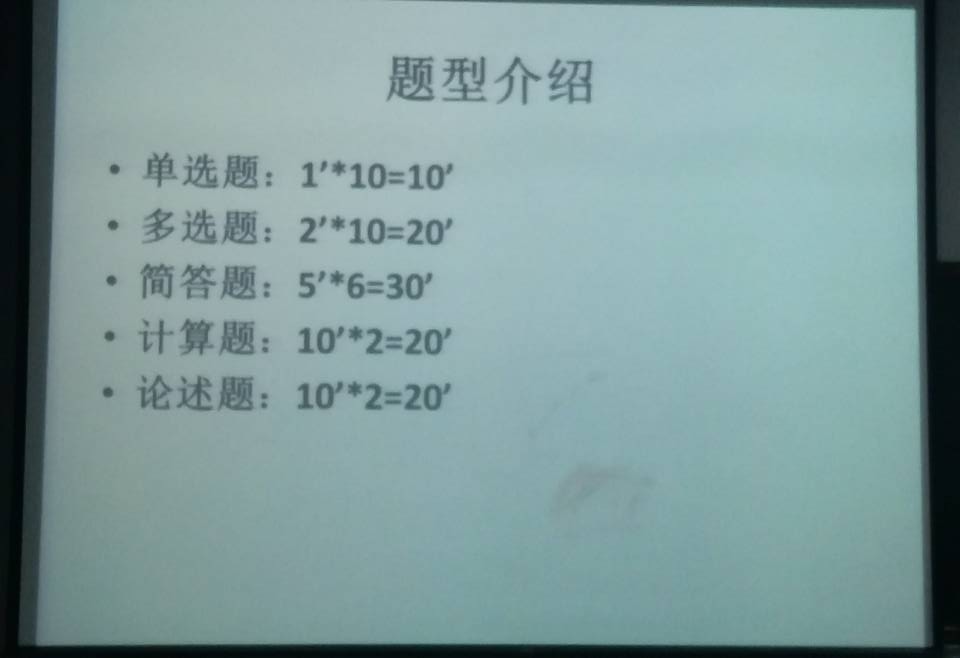 题型介绍
• 单选题：1′*10=10′
• 多选题：2′*10=20′
• 简答题：5′*6=30′
• 计算题：10′*2=20′
• 论述题：10′*2=20′